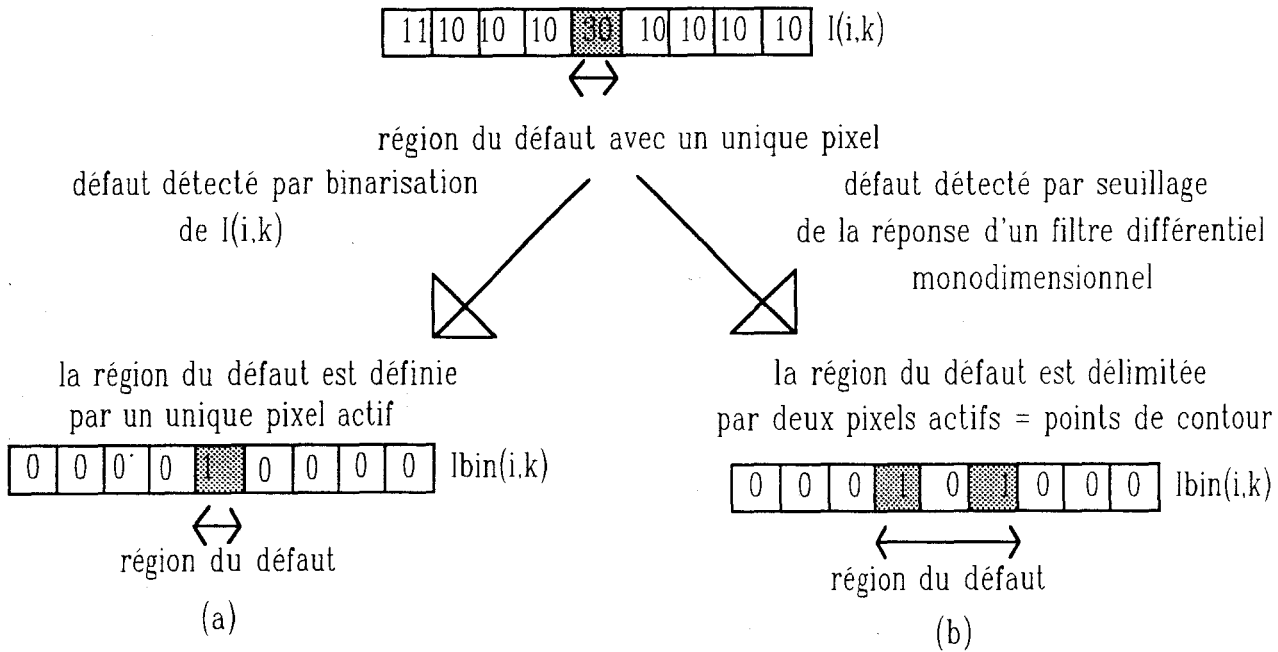 11 10 10 10 30 10 10 10 10 I(i,k)
région du défaut avec un unique pixel
défaut détecté par binarisation
de I(i,k)
défaut détecté par seuillage
de la réponse d'un filtre différentiel
monodimensionnel
la région du défaut est définie
par un unique pixel actif
0 0 0 0 1 0 0 0 0 Ibin(i,k)
région du défaut
(a)
la région du défaut est délimitée
par deux pixels actifs = points de contour
0 0 0 1 0 1 0 0 0 Ibin(i,k)
région du défaut
(b)